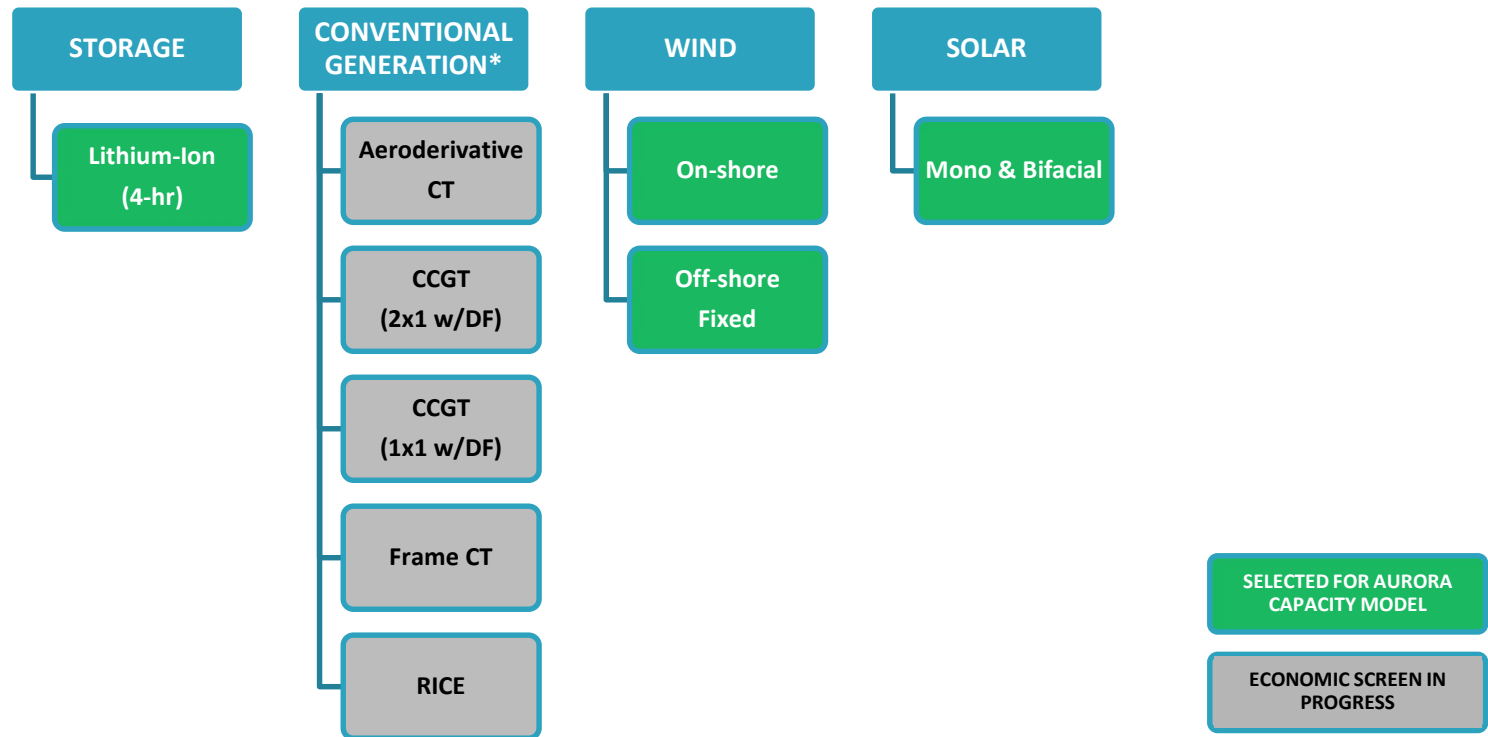 STORAGE
Lithium-Ion
(4-hr)
CONVENTIONAL
GENERATION*
Aeroderivative
CT
CCGT
(2x1 w/DF)
CCGT
(1x1 w/DF)
Frame CT
RICE
WIND
On-shore
Off-shore
Fixed
SOLAR
Mono & Bifacial
SELECTED FOR AURORA
CAPACITY MODEL
ECONOMIC SCREEN IN
PROGRESS